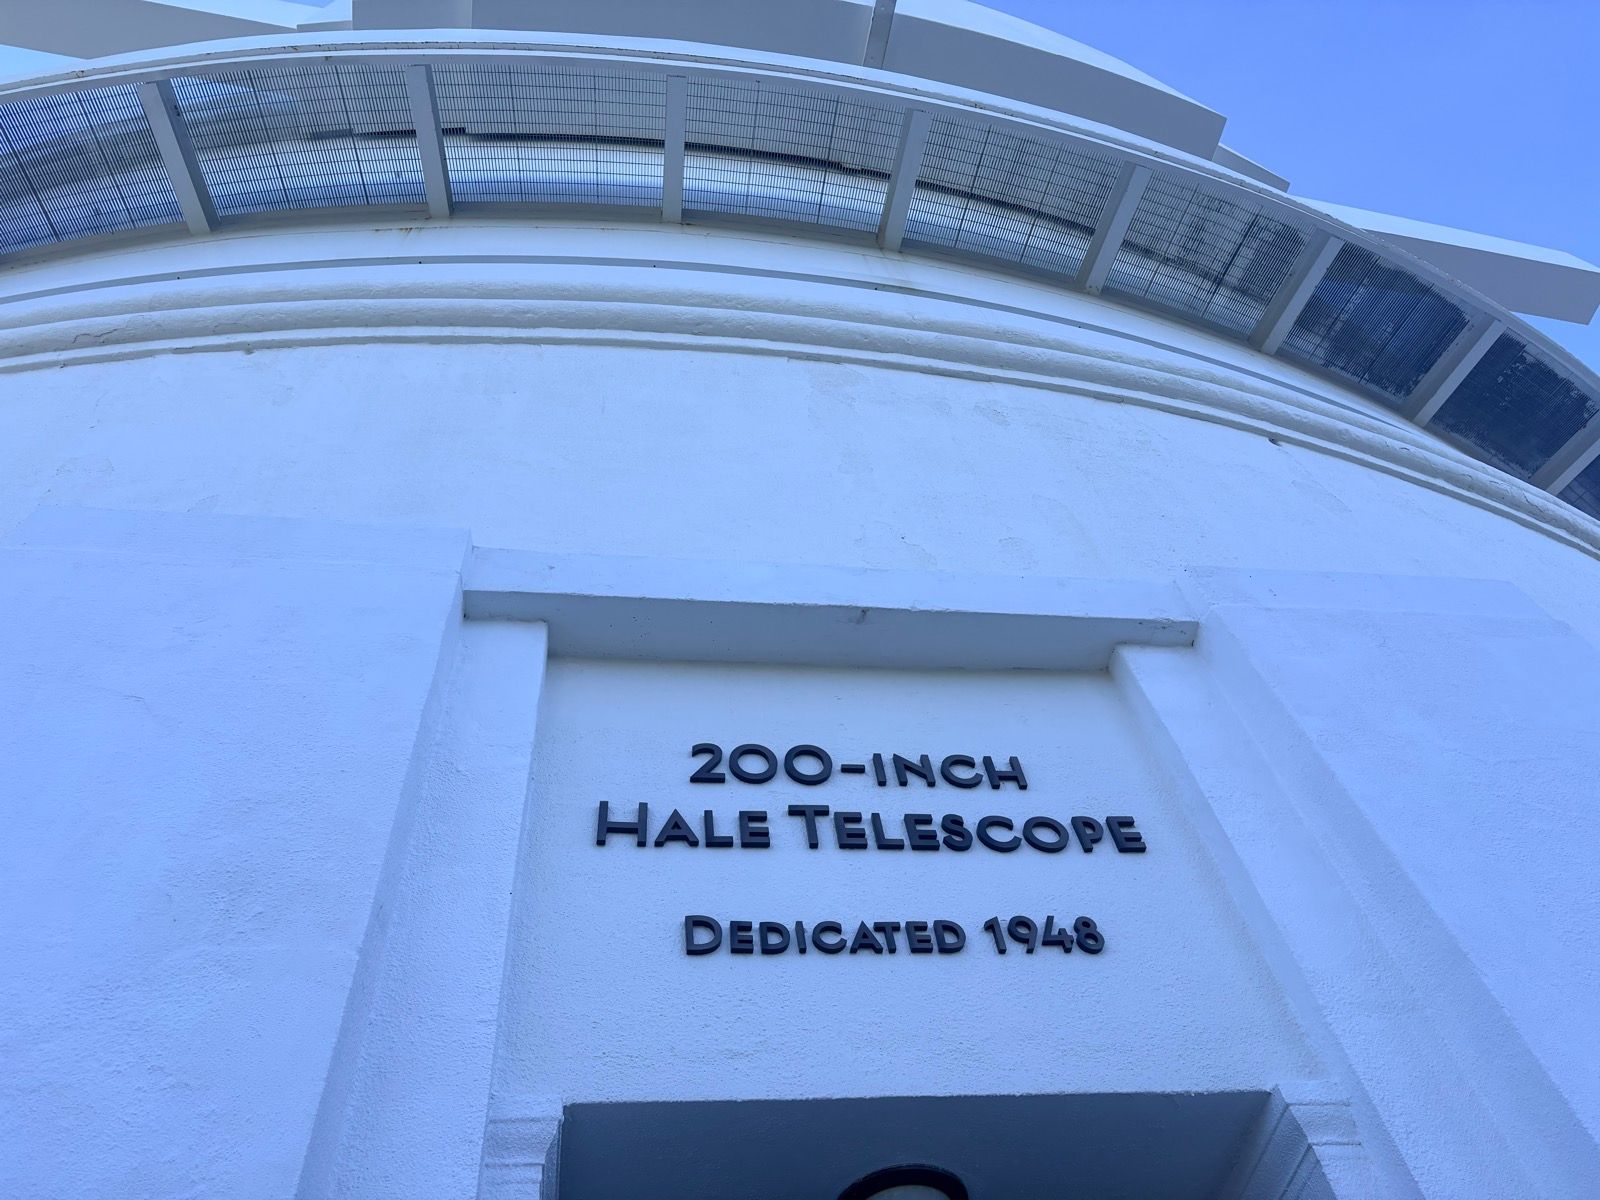 200-INCH
HALE TELESCOPE
DEDICATED 1948